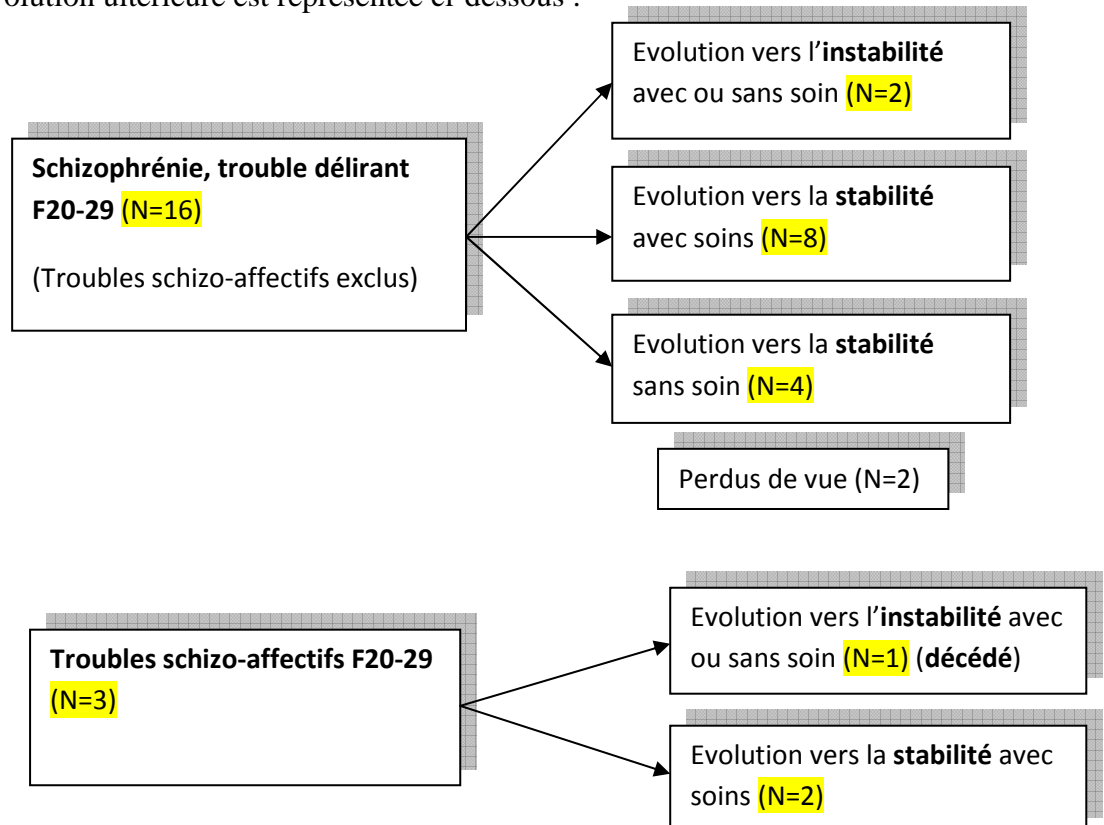 olution ultérieure est représentée ci-dessous :
Evolution vers l'instabilité
avec ou sans soin (N=2)
Schizophrénie, trouble délirant
F20-29 (N=16)
(Troubles schizo-affectifs exclus)
Evolution vers la stabilité
avec soins (N=8)
Evolution vers la stabilité
sans soin (N=4)
Perdus de vue (N=2)
Troubles schizo-affectifs F20-29
(N=3)
Evolution vers l'instabilité avec
ou sans soin (N=1) (décédé)
Evolution vers la stabilité avec
soins (N=2)